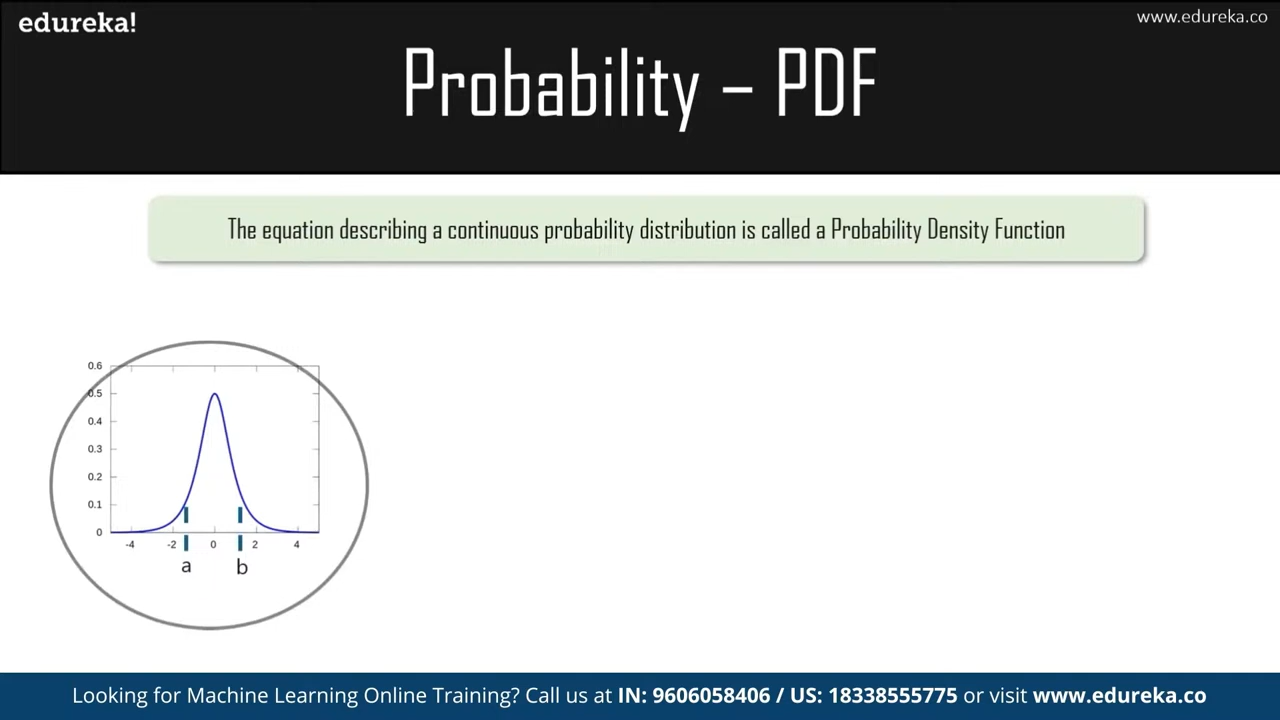 edureka!
www.edureka.co
Probability – PDF
The equation describing a continuous probability distribution is called a Probability Density Function
0.6
0.5
0.4
0.3
0.2
0.1
0
-4 -2 0 2 4
a b
Looking for Machine Learning Online Training? Call us at IN: 9606058406 / US: 18338555775 or visit www.edureka.co